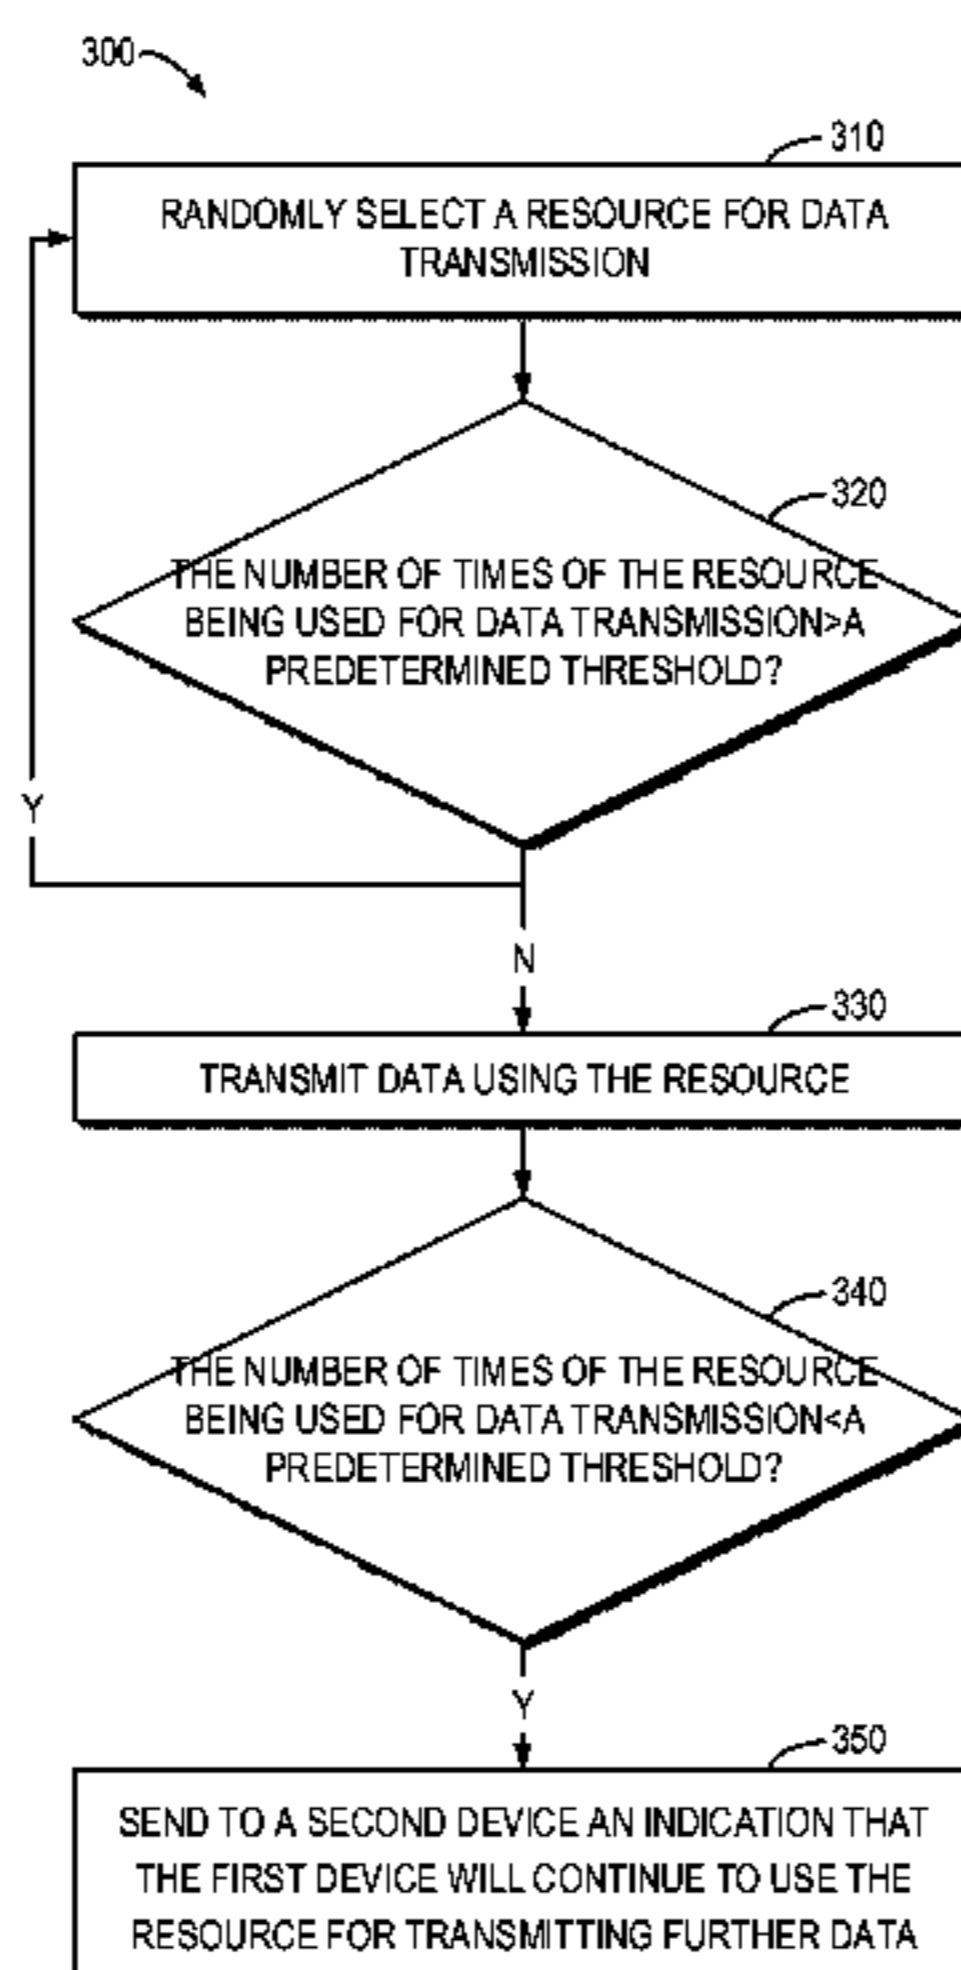 300
310
RANDOMLY SELECT A RESOURCE FOR DATA
TRANSMISSION
320
THE NUMBER OF TIMES OF THE RESOURCE
BEING USED FOR DATA TRANSMISSION>A
PREDETERMINED THRESHOLD?
Y
N
330
TRANSMIT DATA USING THE RESOURCE
340
THE NUMBER OF TIMES OF THE RESOURCE
BEING USED FOR DATA TRANSMISSION<A
PREDETERMINED THRESHOLD?
Y
350
SEND TO A SECOND DEVICE AN INDICATION THAT
THE FIRST DEVICE WILL CONTINUE TO USE THE
RESOURCE FOR TRANSMITTING FURTHER DATA